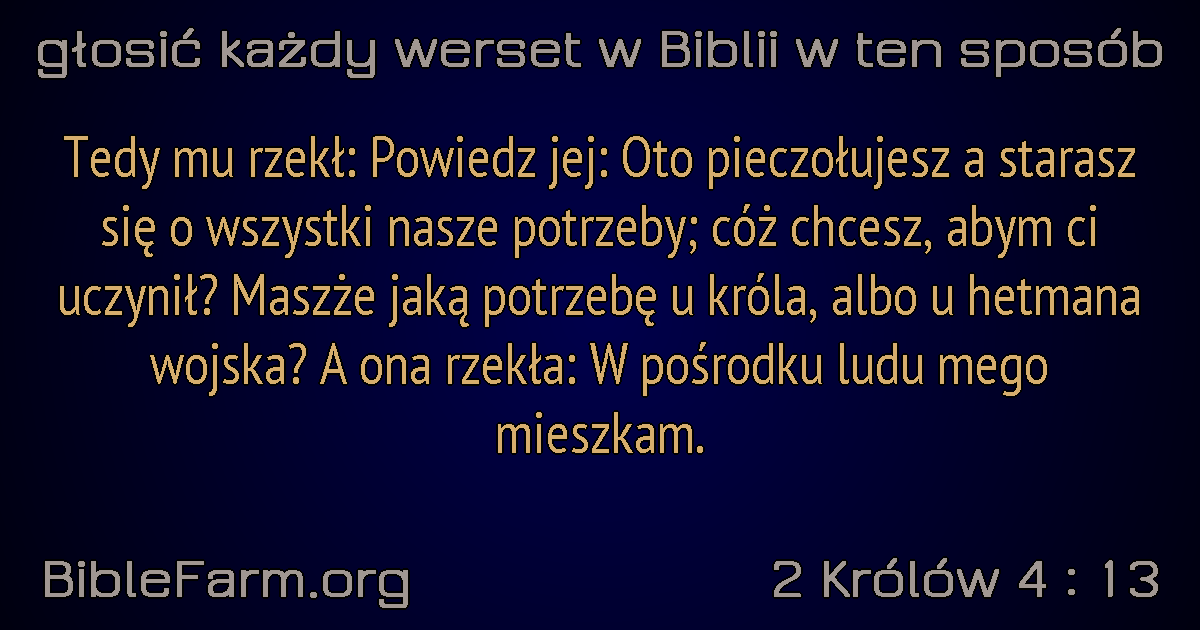 głosić każdy werset w Biblii w ten sposób
Tedy mu rzekł: Powiedz jej: Oto pieczołujesz a starasz
się o wszystki nasze potrzeby; cóż chcesz, abym ci
uczynił? Maszże jaką potrzebę u króla, albo u hetmana
wojska? A ona rzekła: W pośrodku ludu mego
mieszkam.
BibleFarm.org
2 Królów 4 : 13